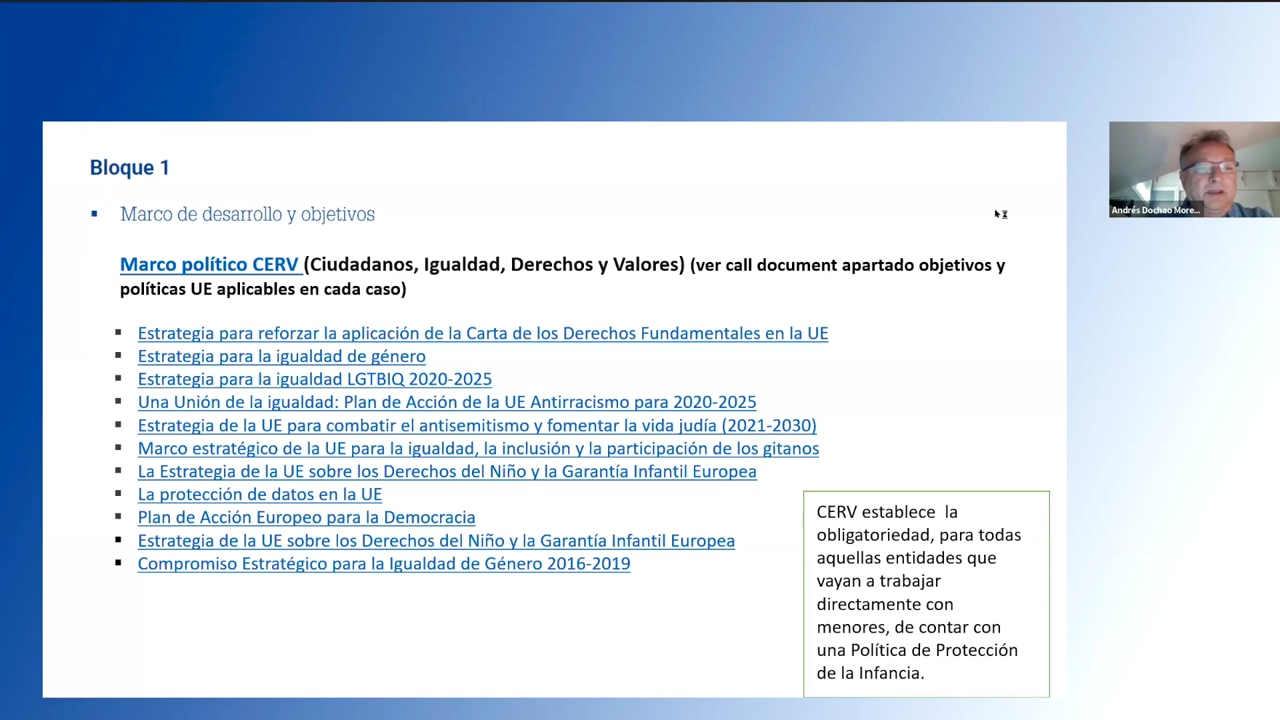 Bloque 1
Marco de desarrollo y objetivos
Marco político CERV (Ciudadanos, Igualdad, Derechos y Valores) (ver call document apartado objetivos y
políticas UE aplicables en cada caso)
Estrategia para reforzar la aplicación de la Carta de los Derechos Fundamentales en la UE
Estrategia para la igualdad de género
Estrategia para la igualdad LGTBIQ 2020-2025
Una Unión de la igualdad: Plan de Acción de la UE Antirracismo para 2020-2025
Estrategia de la UE para combatir el antisemitismo y fomentar la vida judía (2021-2030)
Marco estratégico de la UE para la igualdad, la inclusión y la participación de los gitanos
La Estrategia de la UE sobre los Derechos del Niño y la Garantía Infantil Europea
La protección de datos en la UE
Plan de Acción Europeo para la Democracia
Estrategia de la UE sobre los Derechos del Niño y la Garantía Infantil Europea
Compromiso Estratégico para la Igualdad de Género 2016-2019
CERV establece la
obligatoriedad, para todas
aquellas entidades que
vayan a trabajar
directamente con
menores, de contar con
una Política de Protección
de la Infancia.
Andrés Dochao More...